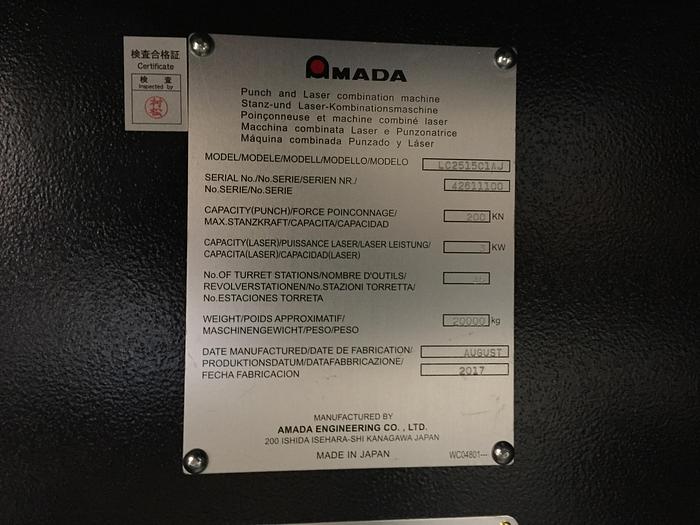 検査合格証
Certificate
検 査
Inspected by
村松
AMADA
Punch and Laser combination machine
Stanz-und Laser-Kombinationsmaschine
Poinçonneuse et machine combiné laser
Macchina combinata Laser e Punzonatrice
Máquina combinada Punzado y Láser
MODEL/MODELE/MODELL/MODELLO/MODELO LC2515C1AJ
SERIAL No./No.SERIE/SERIEN NR./
No.SERIE/No.SERIE 42611100
CAPACITY(PUNCH)/FORCE POINCONNAGE/
MAX.STANZKRAFT/CAPACITA/CAPACIDAD 200 KN
CAPACITY(LASER)/PUISSANCE LASER/LASER LEISTUNG/
CAPACITA(LASER)/CAPACIDAD(LASER) 3 KW
No.OF TURRET STATIONS/NOMBRE D'OUTILS/
REVOLVERSTATIONEN/No.STAZIONI TORRETTA/
No.ESTACIONES TORRETA
WEIGHT/POIDS APPROXIMATIF/
MASCHINENGEWICHT/PESO/PESO 20000 kg
DATE MANUFACTURED/DATE DE FABRICATION/ AUGUST
PRODUKTIONSDATUM/DATAFABBRICAZIONE/ 2017
FECHA FABRICACION
MANUFACTURED BY
AMADA ENGINEERING CO. , LTD.
200 ISHIDA ISEHARA-SHI KANAGAWA JAPAN
MADE IN JAPAN WC04801---